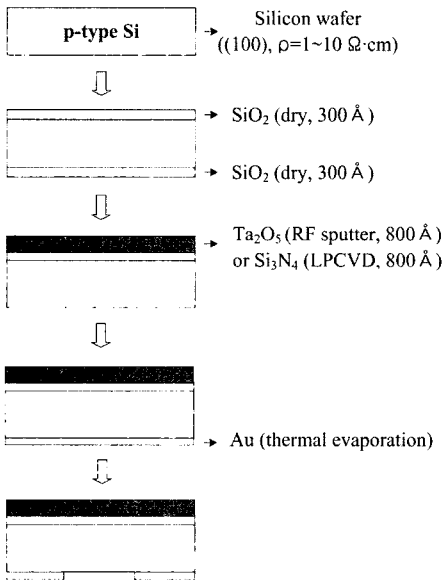 p-type Si
Silicon wafer
((100), ρ=1~10 Ω·cm)
SiO₂ (dry, 300 Å)
SiO₂ (dry, 300 Å)
Ta₂O₅ (RF sputter, 800 Å)
or Si₃N₄ (LPCVD, 800 Å)
Au (thermal evaporation)